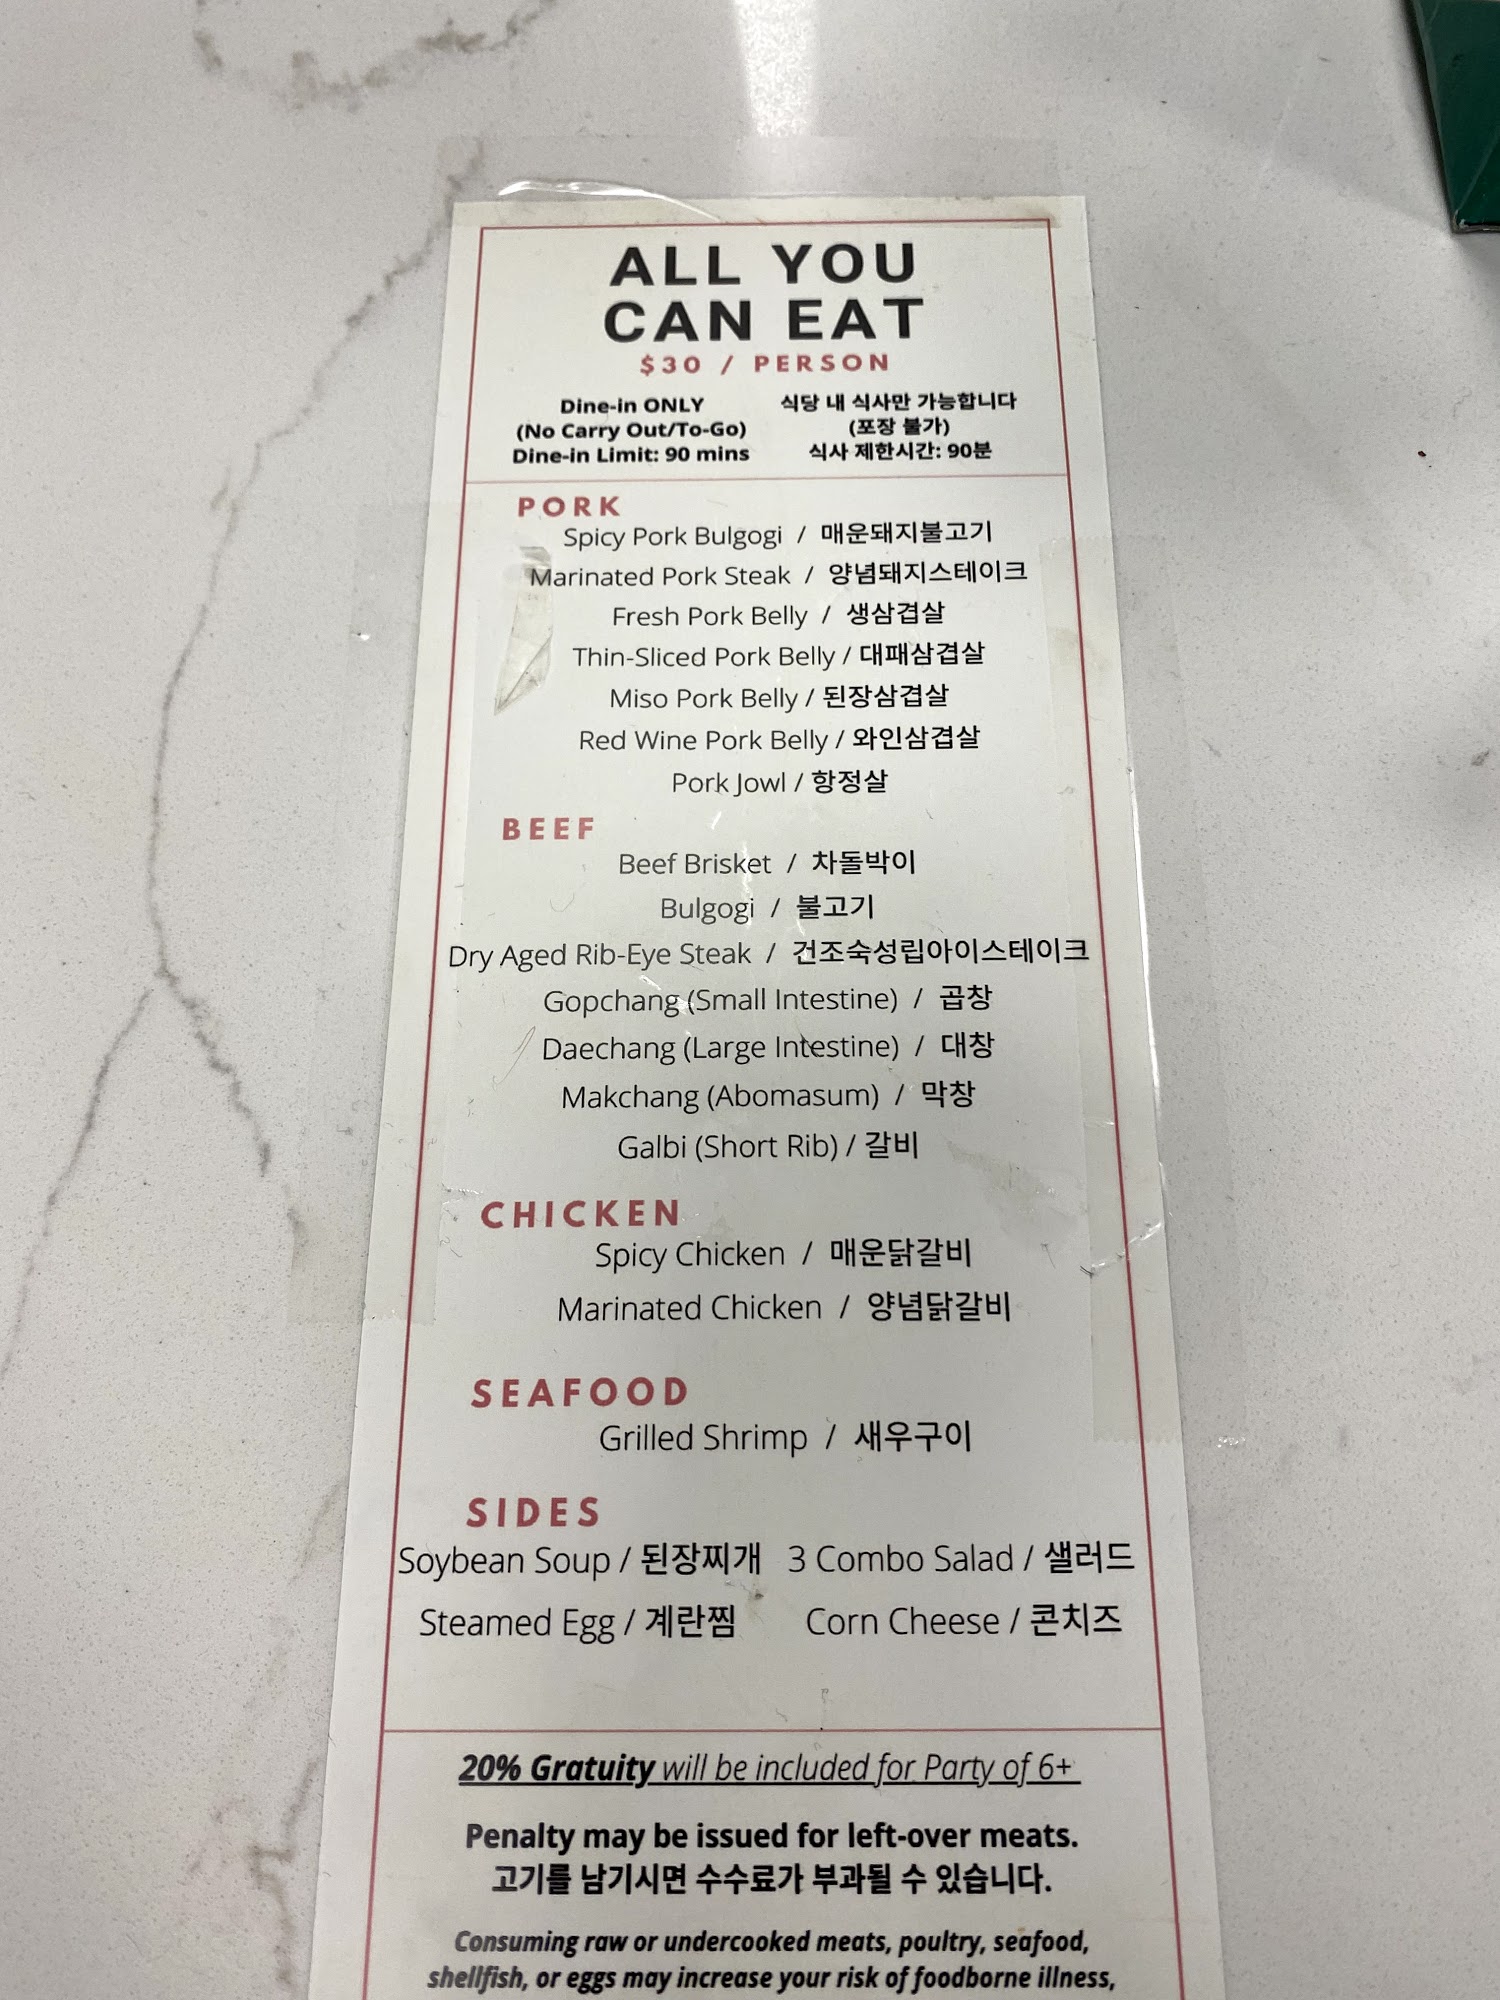 ALL YOU
CAN EAT
$30 / PERSON
Dine-in ONLY
(No Carry Out/To-Go)
Dine-in Limit: 90 mins
식당 내 식사만 가능합니다
(포장 불가)
식사 제한시간: 90분
PORK
Spicy Pork Bulgogi / 매운돼지불고기
Marinated Pork Steak / 양념돼지스테이크
Fresh Pork Belly / 생삼겹살
Thin-Sliced Pork Belly / 대패삼겹살
Miso Pork Belly / 된장삼겹살
Red Wine Pork Belly / 와인삼겹살
Pork Jowl / 항정살
BEEF
Beef Brisket / 차돌박이
Bulgogi / 불고기
Dry Aged Rib-Eye Steak / 건조숙성립아이스테이크
Gopchang (Small Intestine) / 곱창
Daechang (Large Intestine) / 대창
Makchang (Abomasum) / 막창
Galbi (Short Rib) / 갈비
CHICKEN
Spicy Chicken / 매운닭갈비
Marinated Chicken / 양념닭갈비
SEAFOOD
Grilled Shrimp / 새우구이
SIDES
Soybean Soup / 된장찌개 3 Combo Salad / 샐러드
Steamed Egg / 계란찜 Corn Cheese / 콘치즈
20% Gratuity will be included for Party of 6+
Penalty may be issued for left-over meats.
고기를 남기시면 수수료가 부과될 수 있습니다.
Consuming raw or undercooked meats, poultry, seafood,
shellfish, or eggs may increase your risk of foodborne illness,